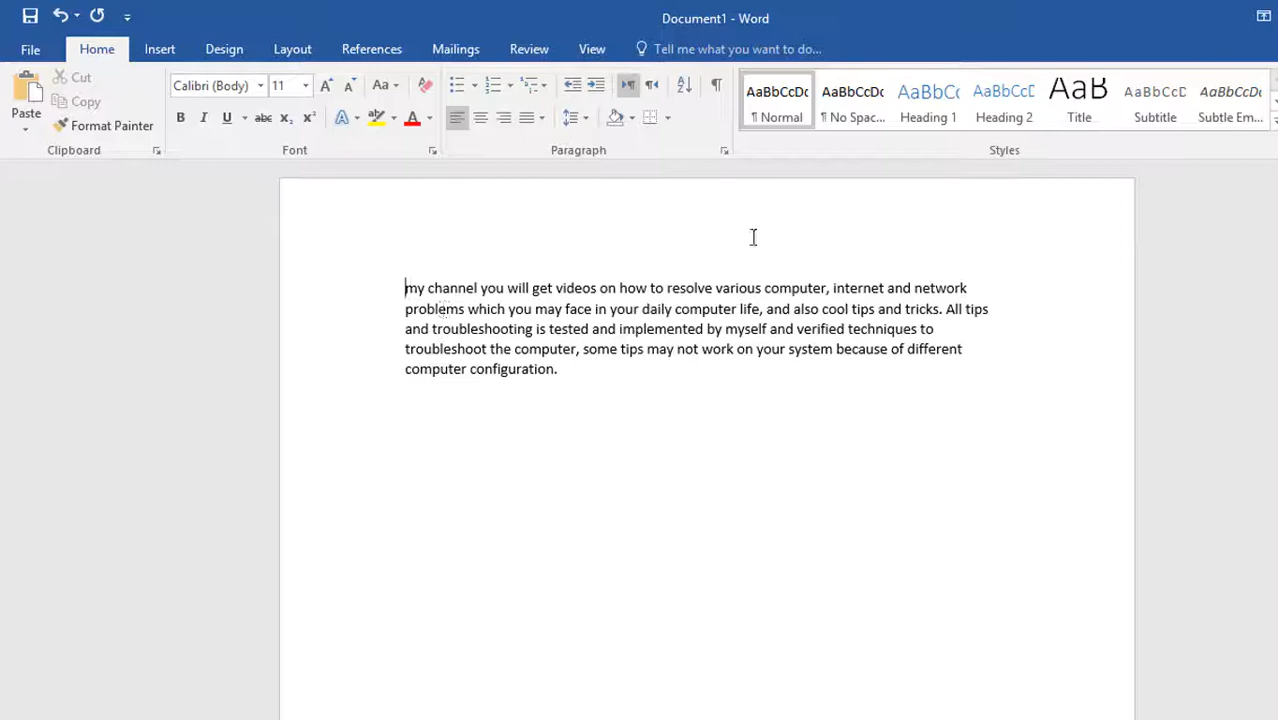 Document1 - Word
File Home Insert Design Layout References Mailings Review View Tell me what you want to do...
Paste
Cut
Copy
Format Painter
Clipboard
Calibri (Body) 11
A A Aa
B I U abc X₂ X² A A
Font
Paragraph
AaBbCcDc AaBbCcDc AaBbCc AaBbCcD AaB AaBbCcD AaBbCcDc
¶ Normal ¶ No Spac... Heading 1 Heading 2 Title Subtitle Subtle Em...
Styles
my channel you will get videos on how to resolve various computer, internet and network
problems which you may face in your daily computer life, and also cool tips and tricks. All tips
and troubleshooting is tested and implemented by myself and verified techniques to
troubleshoot the computer, some tips may not work on your system because of different
computer configuration.